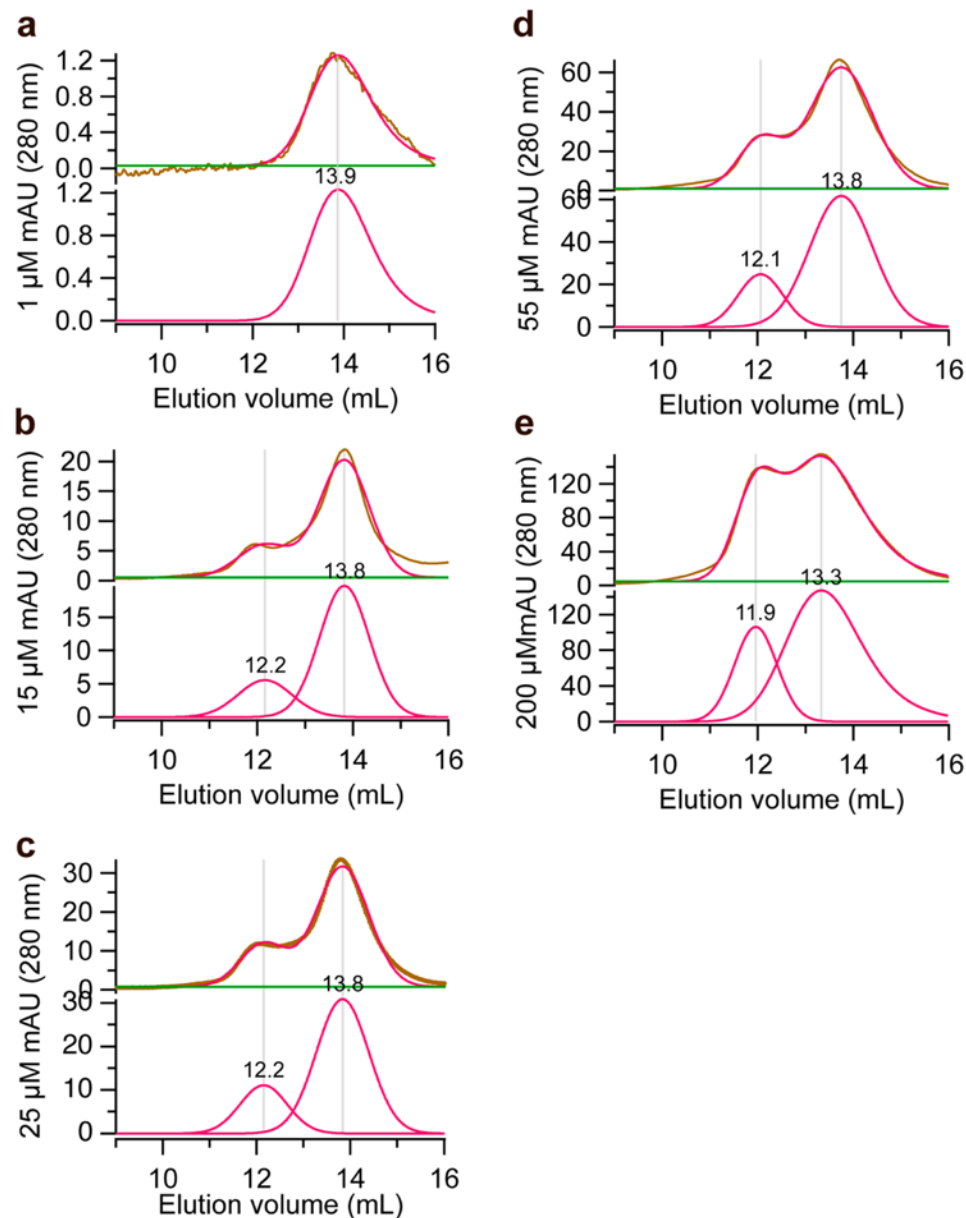 a
1 µM mAU (280 nm)
1.2
0.8
0.4
0.0
13.9
1.2
0.8
0.4
0.0
10 12 14 16
Elution volume (mL)
b
15 µM mAU (280 nm)
20
15
10
5
0
13.8
15
12.2
10
5
0
10 12 14 16
Elution volume (mL)
c
25 µM mAU (280 nm)
30
20
10
0
13.8
30
20
12.2
10
0
10 12 14 16
Elution volume (mL)
d
55 µM mAU (280 nm)
60
40
20
0
13.8
60
40
12.1
20
0
10 12 14 16
Elution volume (mL)
e
200 µMmAU (280 nm)
120
80
40
0
13.3
120
11.9
80
40
0
10 12 14 16
Elution volume (mL)